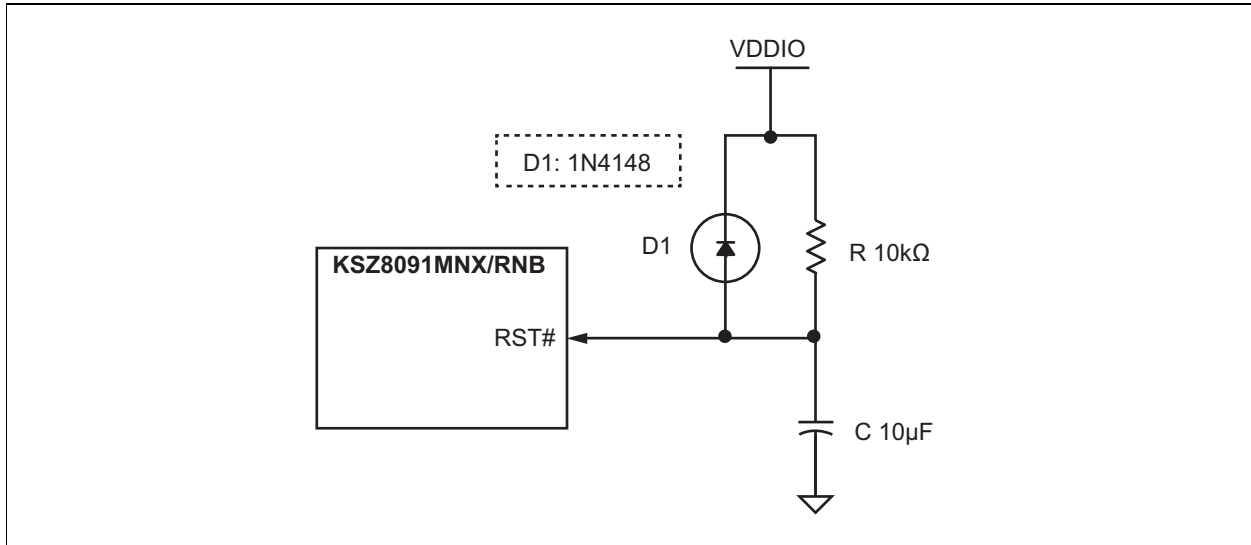 VDDIO
D1: 1N4148
D1
R 10kΩ
KSZ8091MNX/RNB
RST#
C 10µF